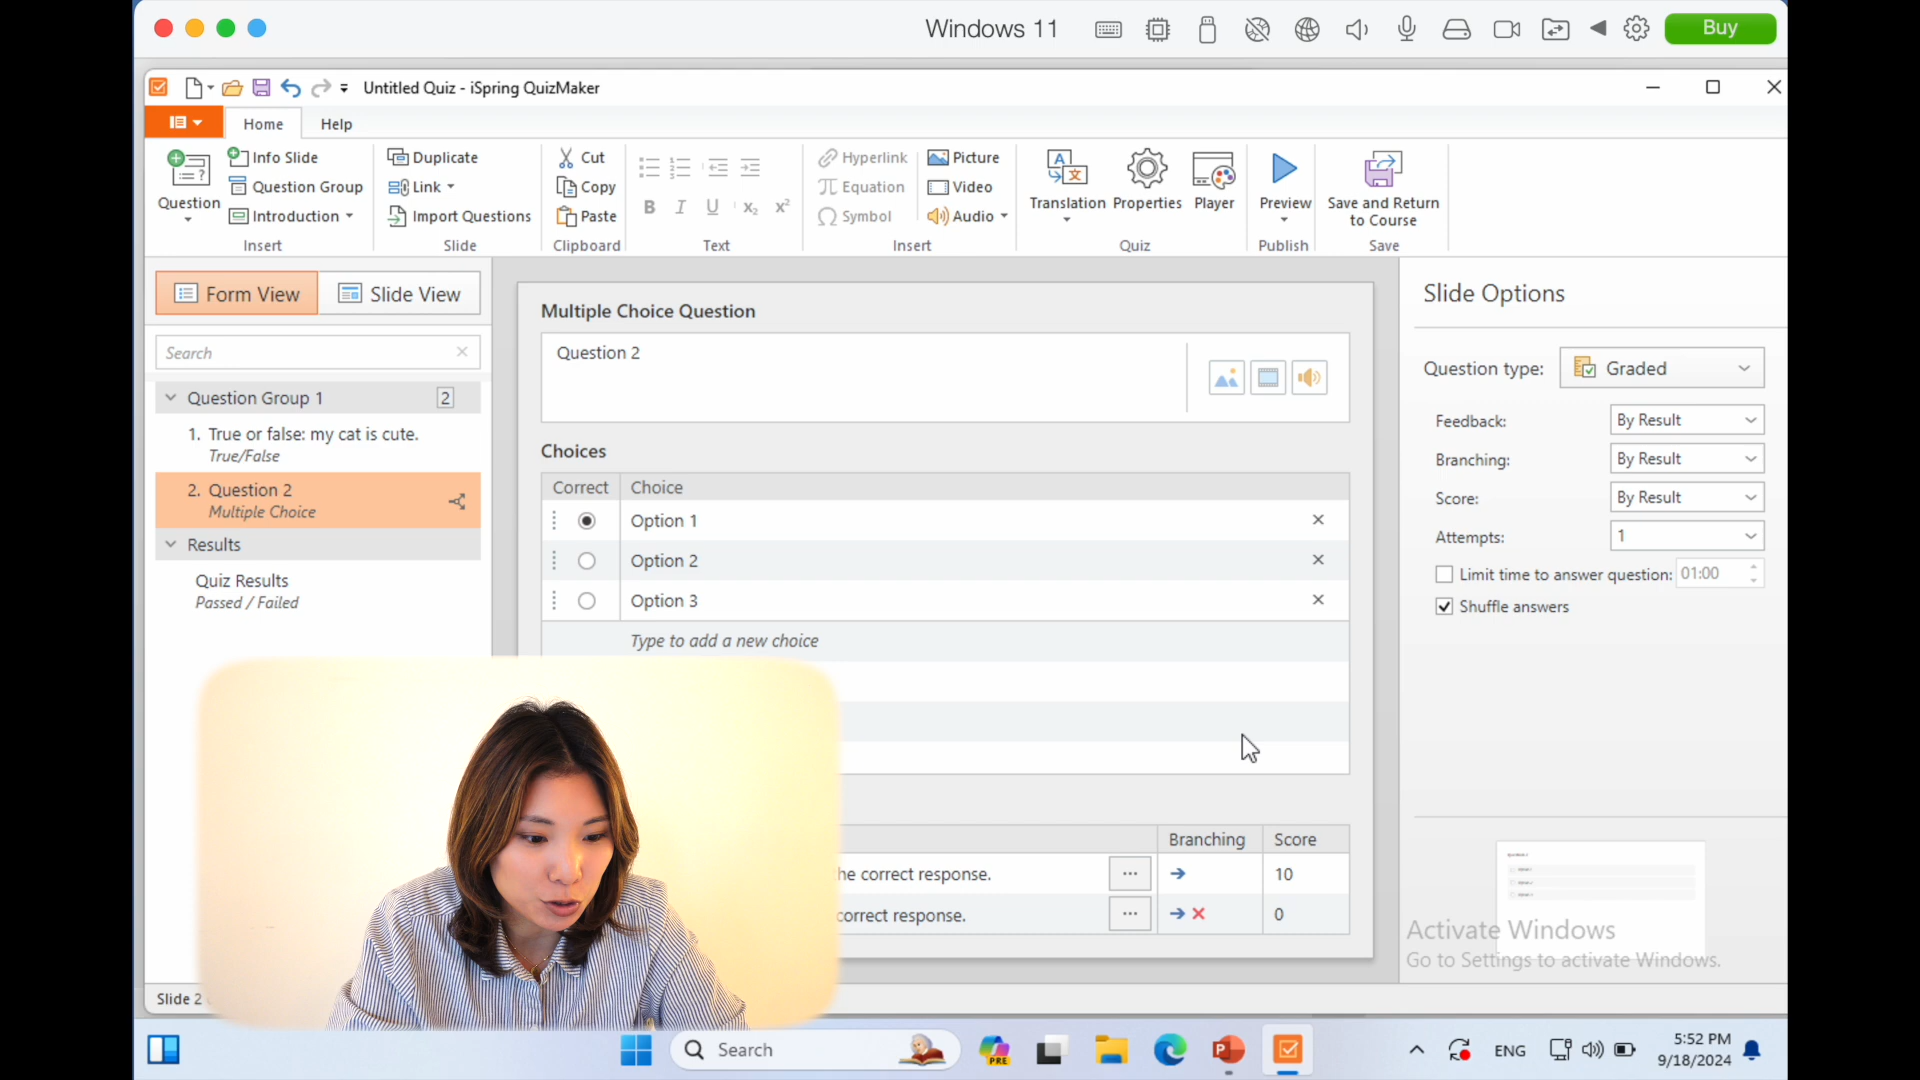 Windows 11
Buy
Untitled Quiz - iSpring QuizMaker
Home
Help
Question
Info Slide
Question Group
Introduction
Insert
Duplicate
Link
Import Questions
Slide
Cut
Copy
Paste
Clipboard
B I U X₂ X²
Text
Hyperlink
Equation
Symbol
Picture
Video
Audio
Insert
Translation
Properties
Player
Quiz
Preview
Publish
Save and Return
to Course
Save
Form View
Slide View
Search
Question Group 1
2
1. True or false: my cat is cute.
True/False
2. Question 2
Multiple Choice
Results
Quiz Results
Passed / Failed
Slide 2
Multiple Choice Question
Question 2
Choices
Correct
Choice
Option 1
Option 2
Option 3
Type to add a new choice
Branching
Score
he correct response.
...
10
correct response.
...
0
Slide Options
Question type:
Graded
Feedback:
By Result
Branching:
By Result
Score:
By Result
Attempts:
1
Limit time to answer question:
01:00
Shuffle answers
Activate Windows
Go to Settings to activate Windows.
Search
PRE
ENG
5:52 PM
9/18/2024